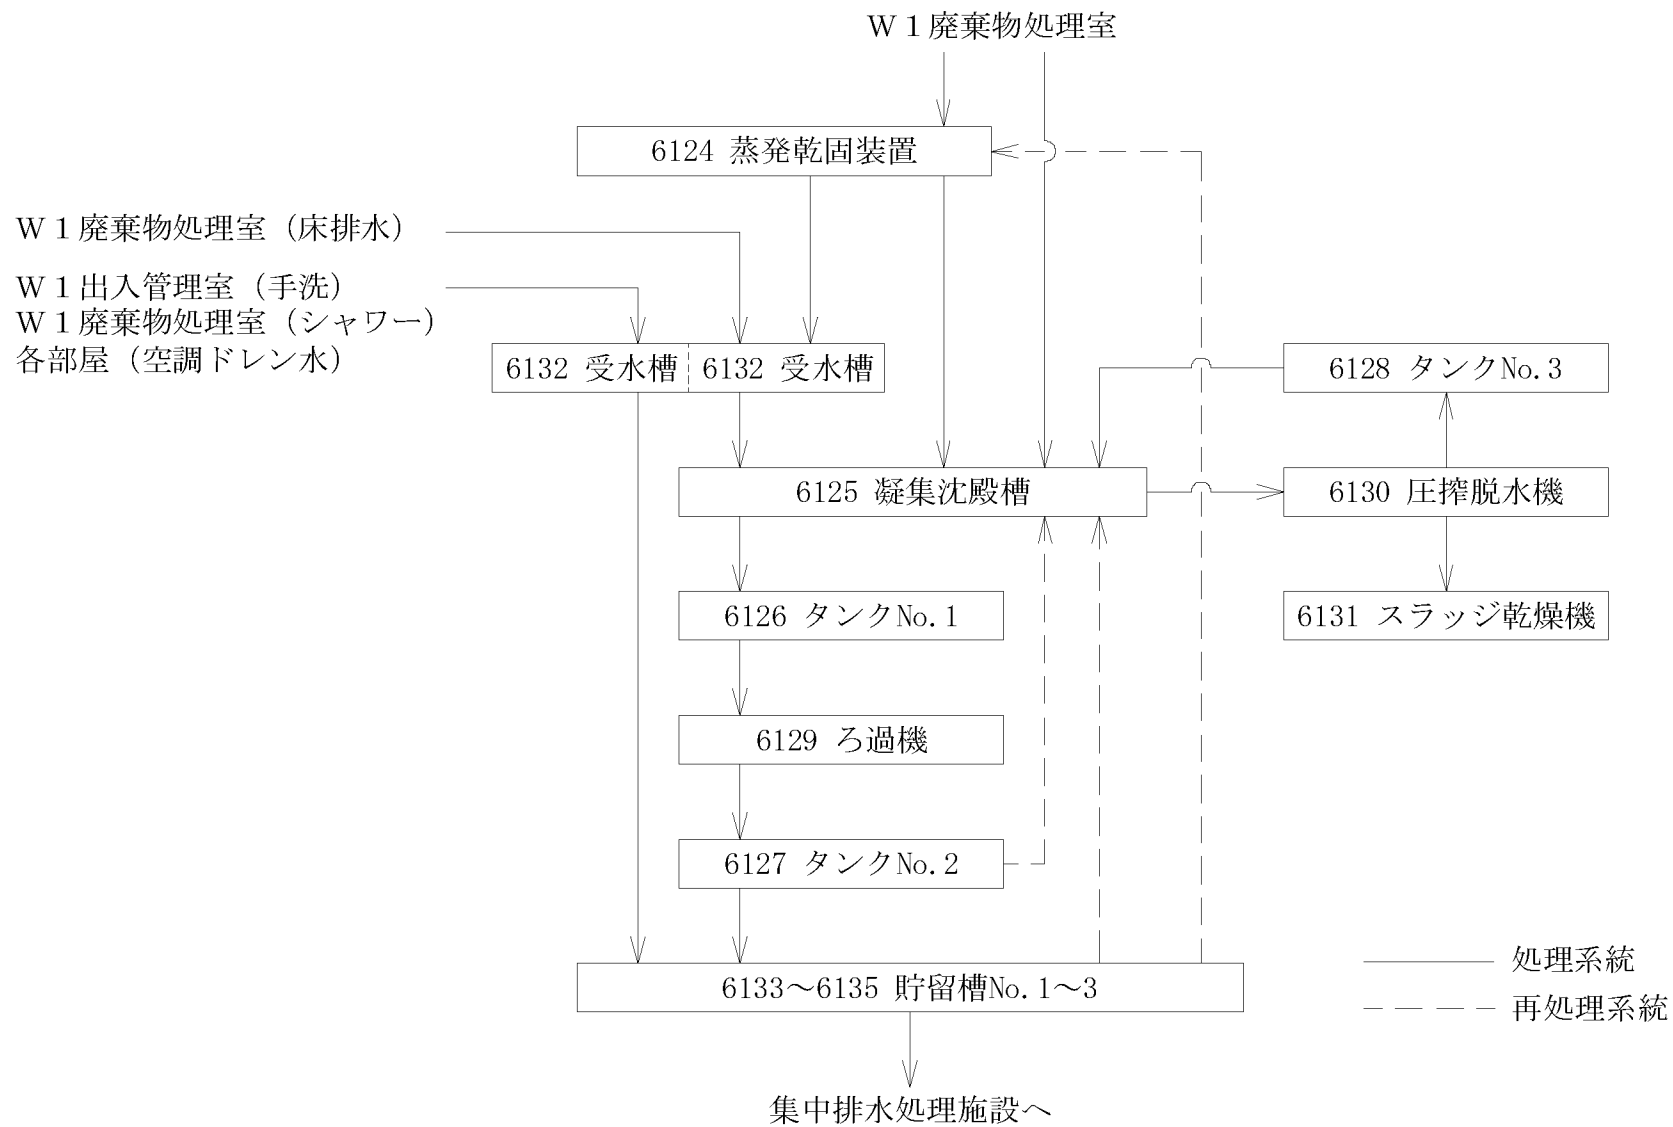 Ｗ１廃棄物処理室
6124 蒸発乾固装置
Ｗ１廃棄物処理室（床排水）
Ｗ１出入管理室（手洗）
Ｗ１廃棄物処理室（シャワー）
各部屋（空調ドレン水）
6132 受水槽
6132 受水槽
6128 タンクNo.3
6125 凝集沈殿槽
6130 圧搾脱水機
6126 タンクNo.1
6131 スラッジ乾燥機
6129 ろ過機
6127 タンクNo.2
6133～6135 貯留槽No.1～3
処理系統
再処理系統
集中排水処理施設へ